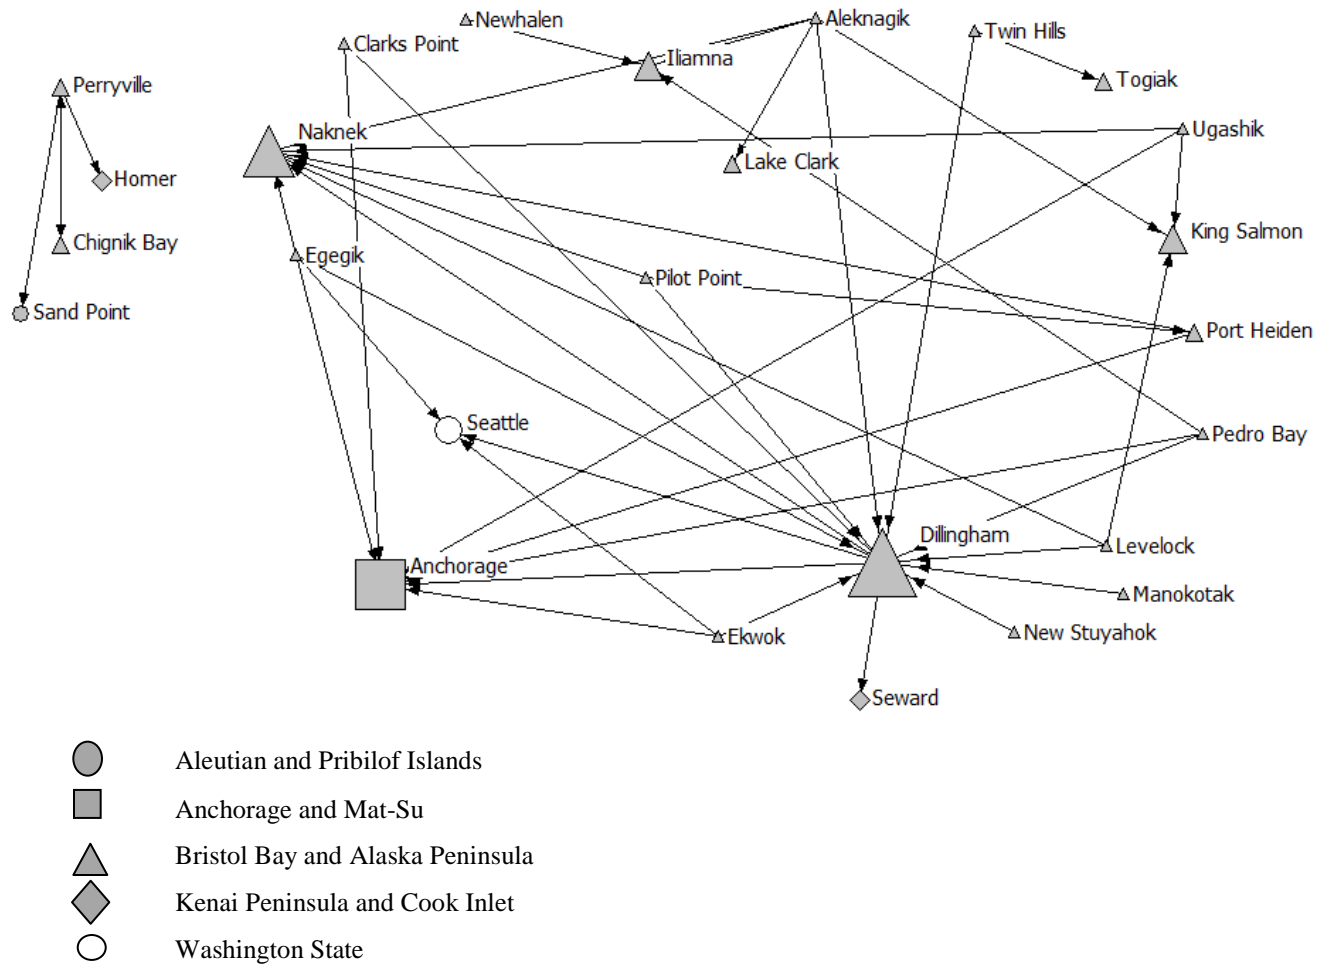 Newhalen
Aleknagik
Twin Hills
Clarks Point
Iliamna
Togiak
Perryville
Naknek
Ugashik
Lake Clark
Homer
King Salmon
Chignik Bay
Egegik
Pilot Point
Sand Point
Port Heiden
Seattle
Pedro Bay
Dillingham
Levelock
Anchorage
Manokotak
New Stuyahok
Ekwok
Seward
Aleutian and Pribilof Islands
Anchorage and Mat-Su
Bristol Bay and Alaska Peninsula
Kenai Peninsula and Cook Inlet
Washington State